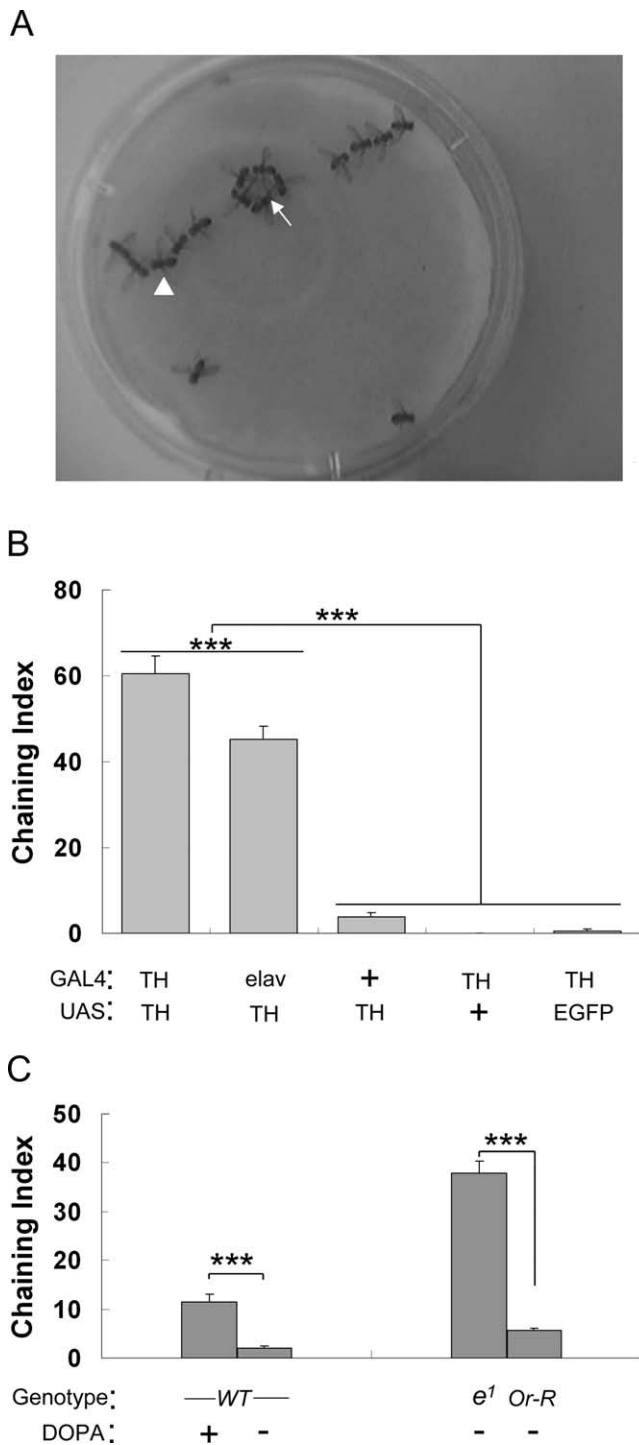 A
B
80
***
***
60
40
20
0
Chaining Index
GAL4: TH elav + TH TH
UAS: TH TH TH + EGFP
C
50
***
40
30
***
20
10
0
Chaining Index
Genotype: WT e¹ Or-R
DOPA: + - - -